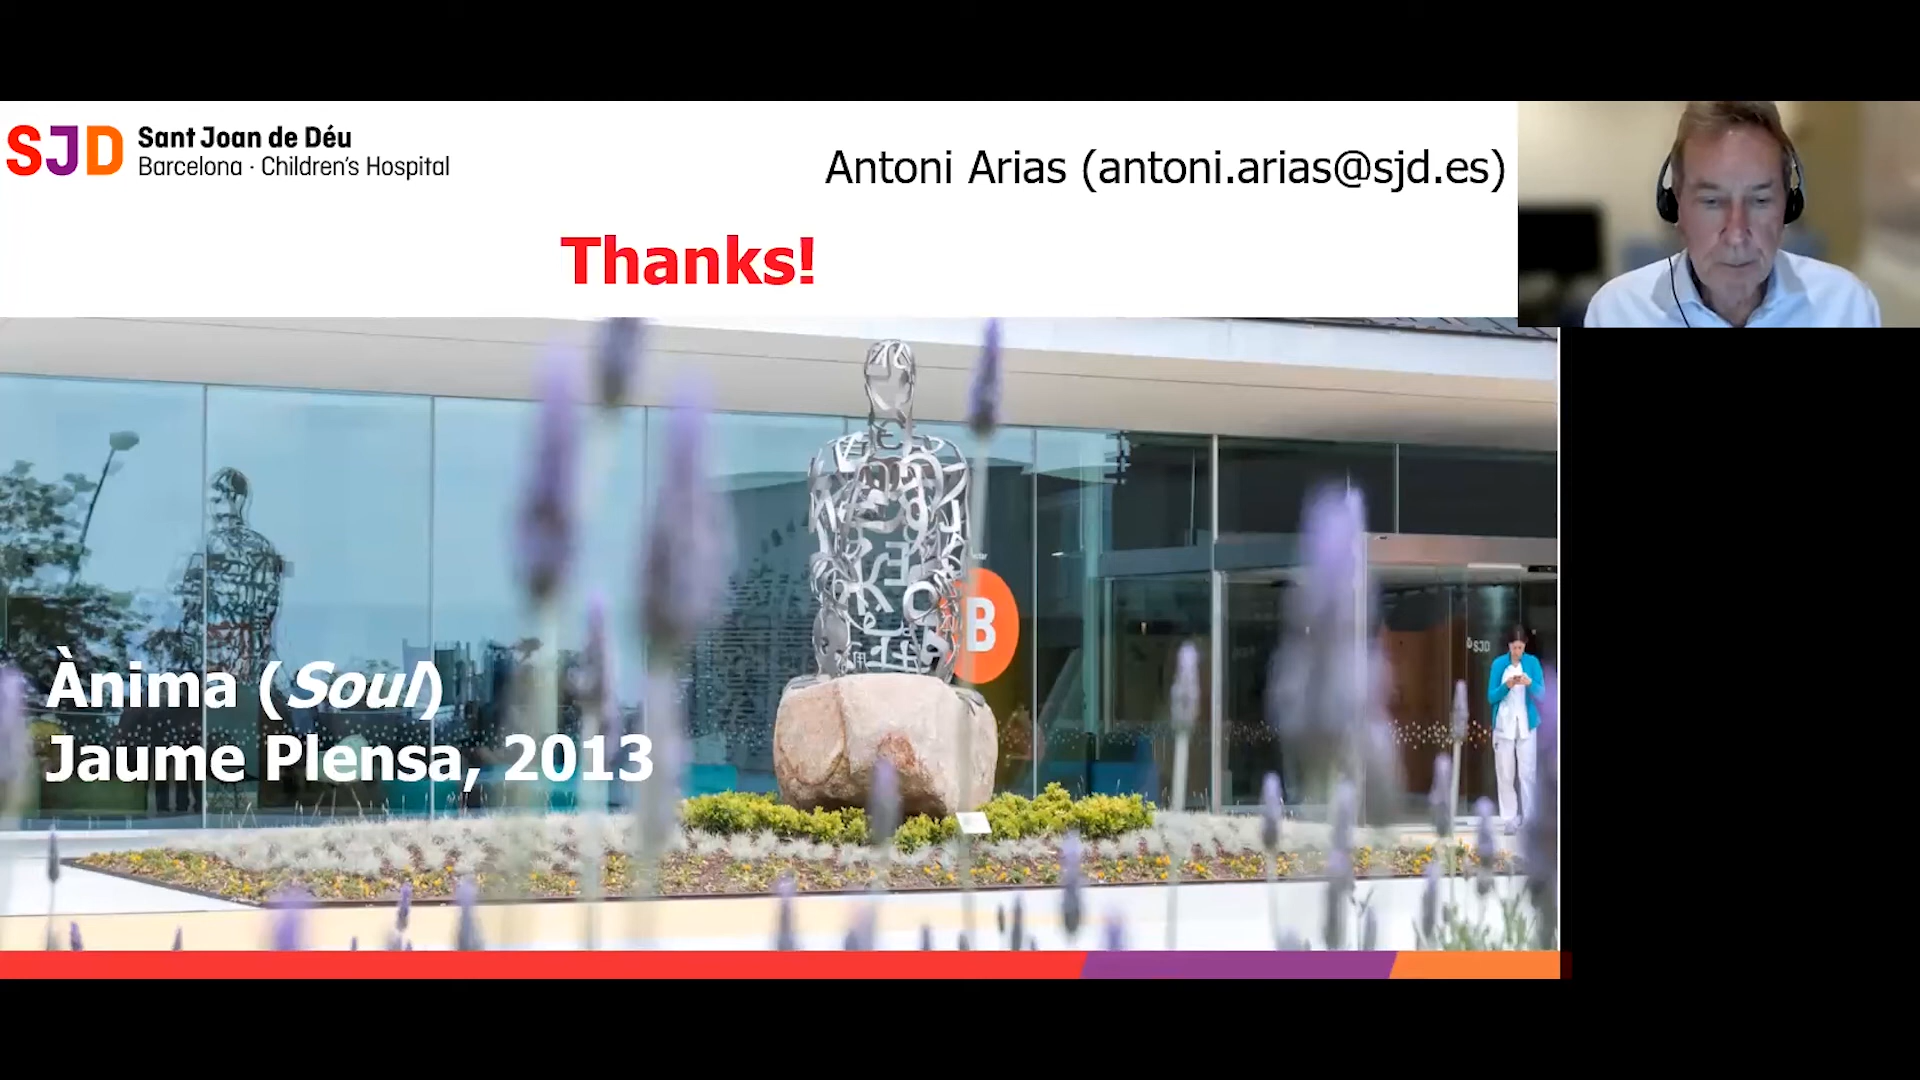 SJD Sant Joan de Déu
Barcelona · Children's Hospital
Antoni Arias (antoni.arias@sjd.es)
Thanks!
B
SJD
Ànima (Soul)
Jaume Plensa, 2013